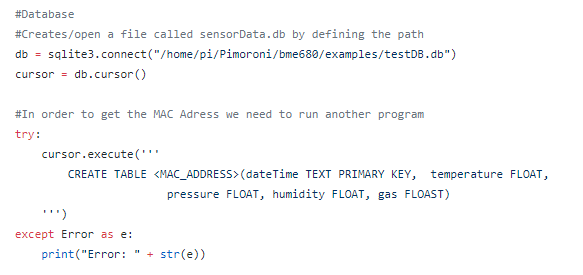 #Database
#Creates/open a file called sensorData.db by defining the path
db = sqlite3.connect("/home/pi/Pimoroni/bme680/examples/testDB.db")
cursor = db.cursor()
#In order to get the MAC Adress we need to run another program
try:
    cursor.execute('''
        CREATE TABLE <MAC_ADDRESS>(dateTime TEXT PRIMARY KEY,  temperature FLOAT,
                        pressure FLOAT, humidity FLOAT, gas FLOAST)
    ''')
except Error as e:
    print("Error: " + str(e))